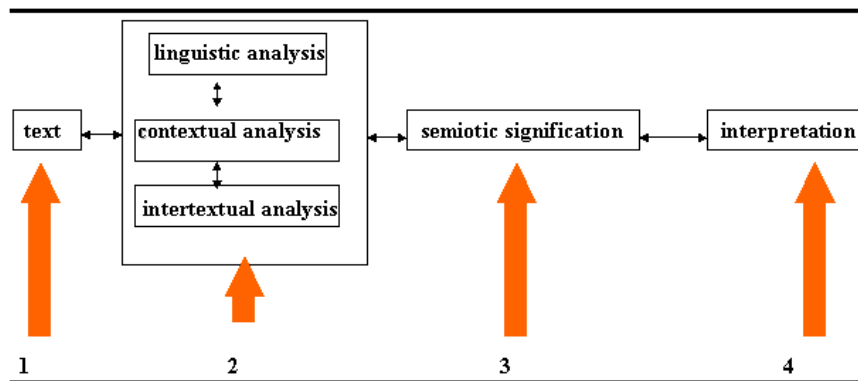 linguistic analysis
text
contextual analysis
semiotic signification
interpretation
intertextual analysis
1
2
3
4